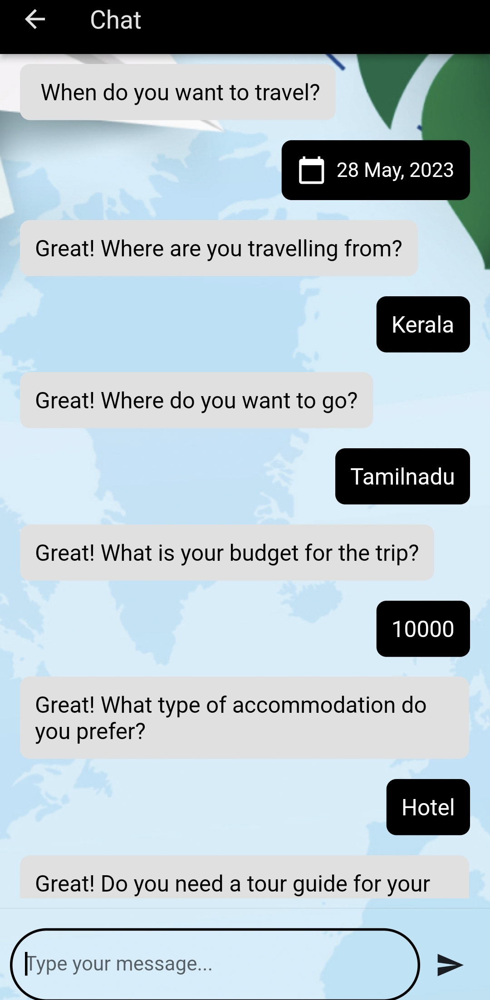 Chat
When do you want to travel?
28 May, 2023
Great! Where are you travelling from?
Kerala
Great! Where do you want to go?
Tamilnadu
Great! What is your budget for the trip?
10000
Great! What type of accommodation do
you prefer?
Hotel
Great! Do you need a tour guide for your
Type your message...